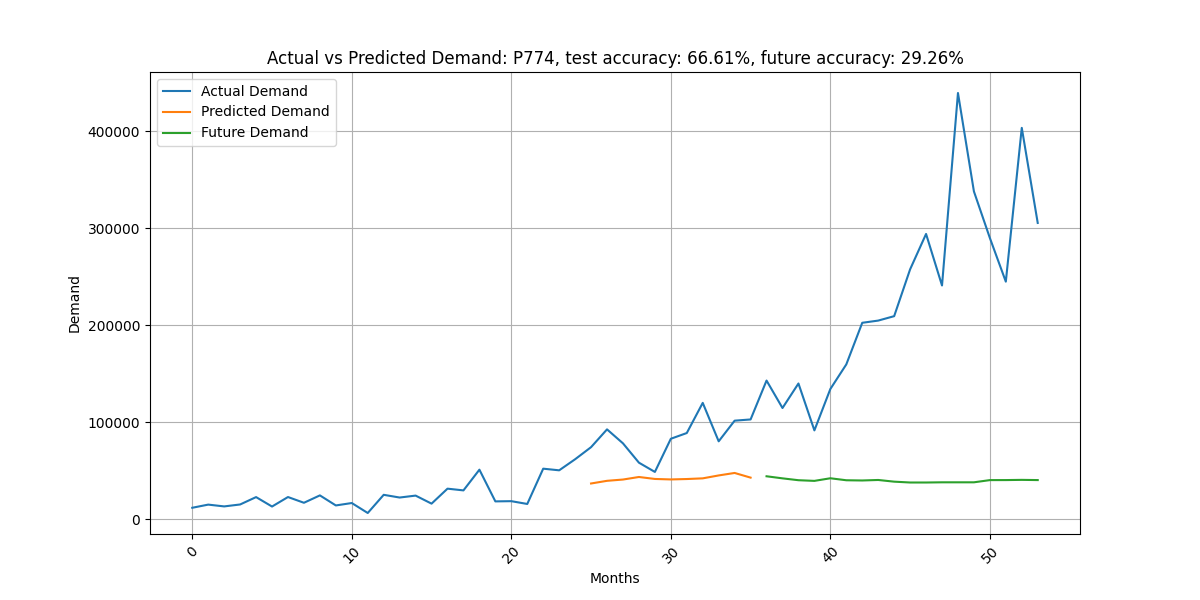 Actual vs Predicted Demand: P774, test accuracy: 66.61%, future accuracy: 29.26%
Actual Demand
Predicted Demand
Future Demand
400000
300000
200000
100000
0
Demand
0
10
20
30
40
50
Months